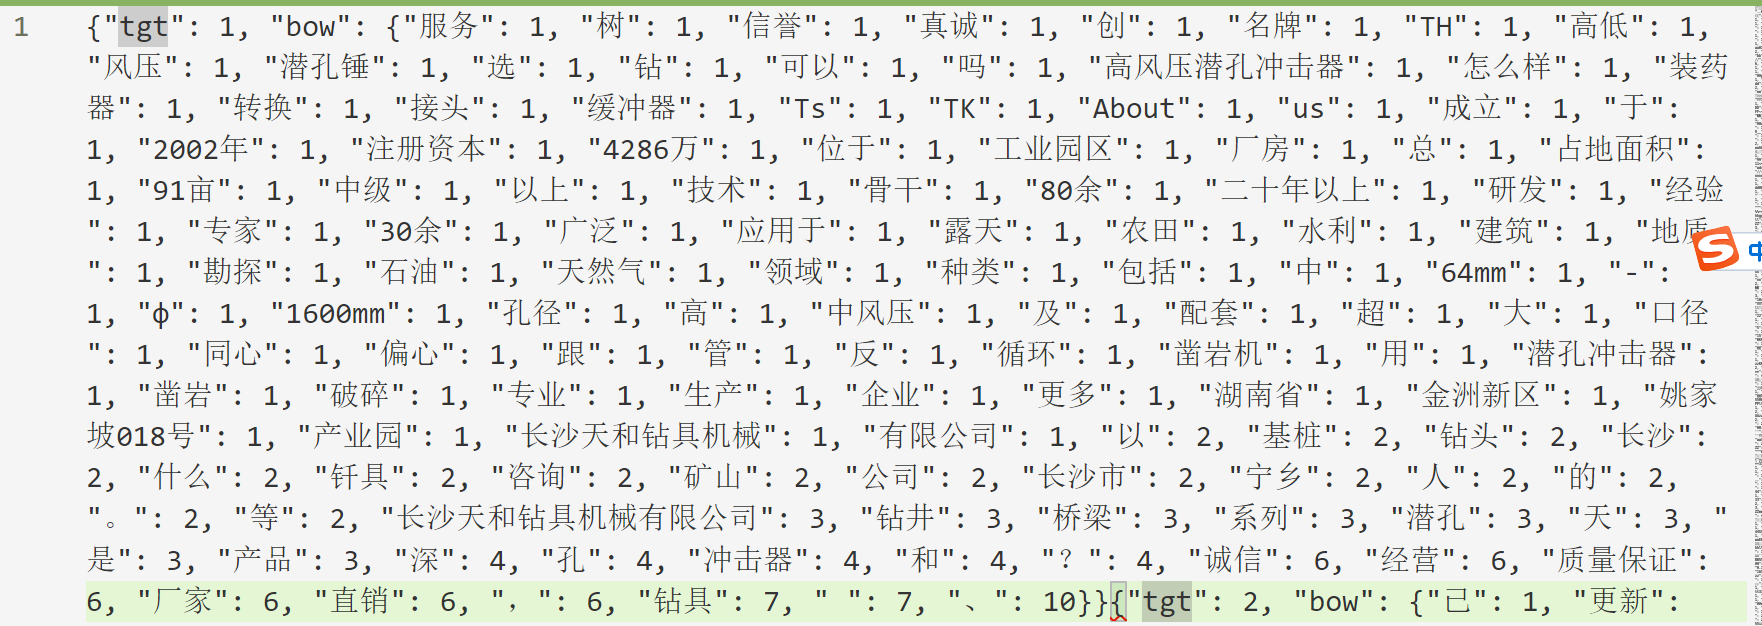 1 {"tgt": 1, "bow": {"服务": 1, "树": 1, "信誉": 1, "真诚": 1, "创": 1, "名牌": 1, "TH": 1, "高低": 1,
"风压": 1, "潜孔锤": 1, "选": 1, "钻": 1, "可以": 1, "吗": 1, "高风压潜孔冲击器": 1, "怎么样": 1, "装药
器": 1, "转换": 1, "接头": 1, "缓冲器": 1, "Ts": 1, "TK": 1, "About": 1, "us": 1, "成立": 1, "于":
1, "2002年": 1, "注册资本": 1, "4286万": 1, "位于": 1, "工业园区": 1, "厂房": 1, "总": 1, "占地面积":
1, "91亩": 1, "中级": 1, "以上": 1, "技术": 1, "骨干": 1, "80余": 1, "二十年以上": 1, "研发": 1, "经验
": 1, "专家": 1, "30余": 1, "广泛": 1, "应用于": 1, "露天": 1, "农田": 1, "水利": 1, "建筑": 1, "地质
": 1, "勘探": 1, "石油": 1, "天然气": 1, "领域": 1, "种类": 1, "包括": 1, "中": 1, "64mm": 1, "-":
1, "φ": 1, "1600mm": 1, "孔径": 1, "高": 1, "中风压": 1, "及": 1, "配套": 1, "超": 1, "大": 1, "口径
": 1, "同心": 1, "偏心": 1, "跟": 1, "管": 1, "反": 1, "循环": 1, "凿岩机": 1, "用": 1, "潜孔冲击器":
1, "凿岩": 1, "破碎": 1, "专业": 1, "生产": 1, "企业": 1, "更多": 1, "湖南省": 1, "金洲新区": 1, "姚家
坡018号": 1, "产业园": 1, "长沙天和钻具机械": 1, "有限公司": 1, "以": 2, "基桩": 2, "钻头": 2, "长沙":
2, "什么": 2, "钎具": 2, "咨询": 2, "矿山": 2, "公司": 2, "长沙市": 2, "宁乡": 2, "人": 2, "的": 2,
"。": 2, "等": 2, "长沙天和钻具机械有限公司": 3, "钻井": 3, "桥梁": 3, "系列": 3, "潜孔": 3, "天": 3, "
是": 3, "产品": 3, "深": 4, "孔": 4, "冲击器": 4, "和": 4, "？": 4, "诚信": 6, "经营": 6, "质量保证":
6, "厂家": 6, "直销": 6, "，": 6, "钻具": 7, " ": 7, "、": 10}}{"tgt": 2, "bow": {"已": 1, "更新":